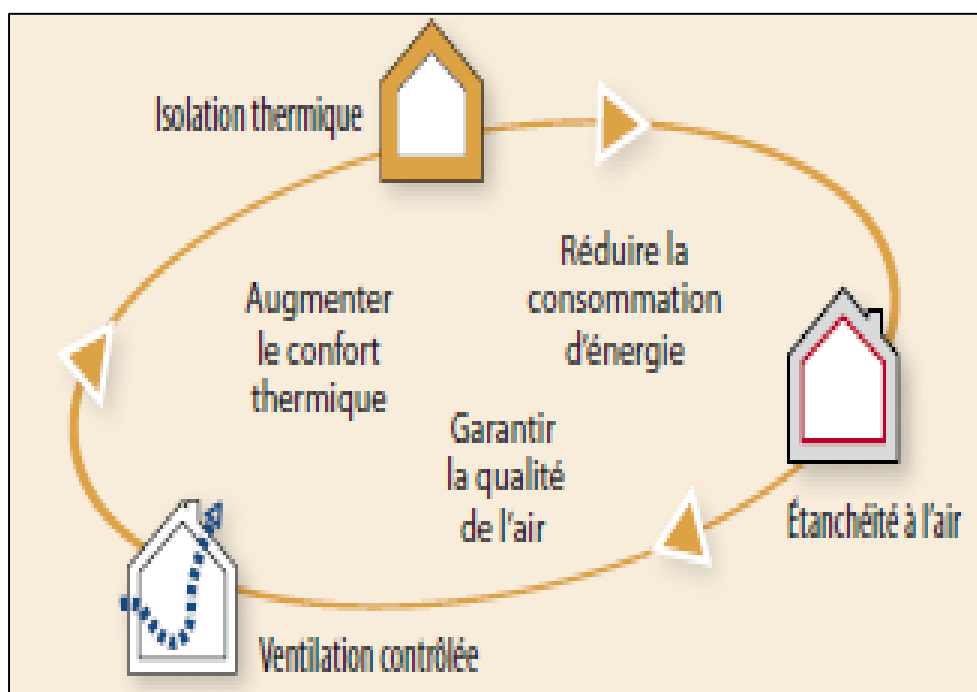 Isolation thermique
Réduire la
consommation
d'énergie
Augmenter
le confort
thermique
Garantir
la qualité
de l'air
Étanchéité à l'air
Ventilation contrôlée